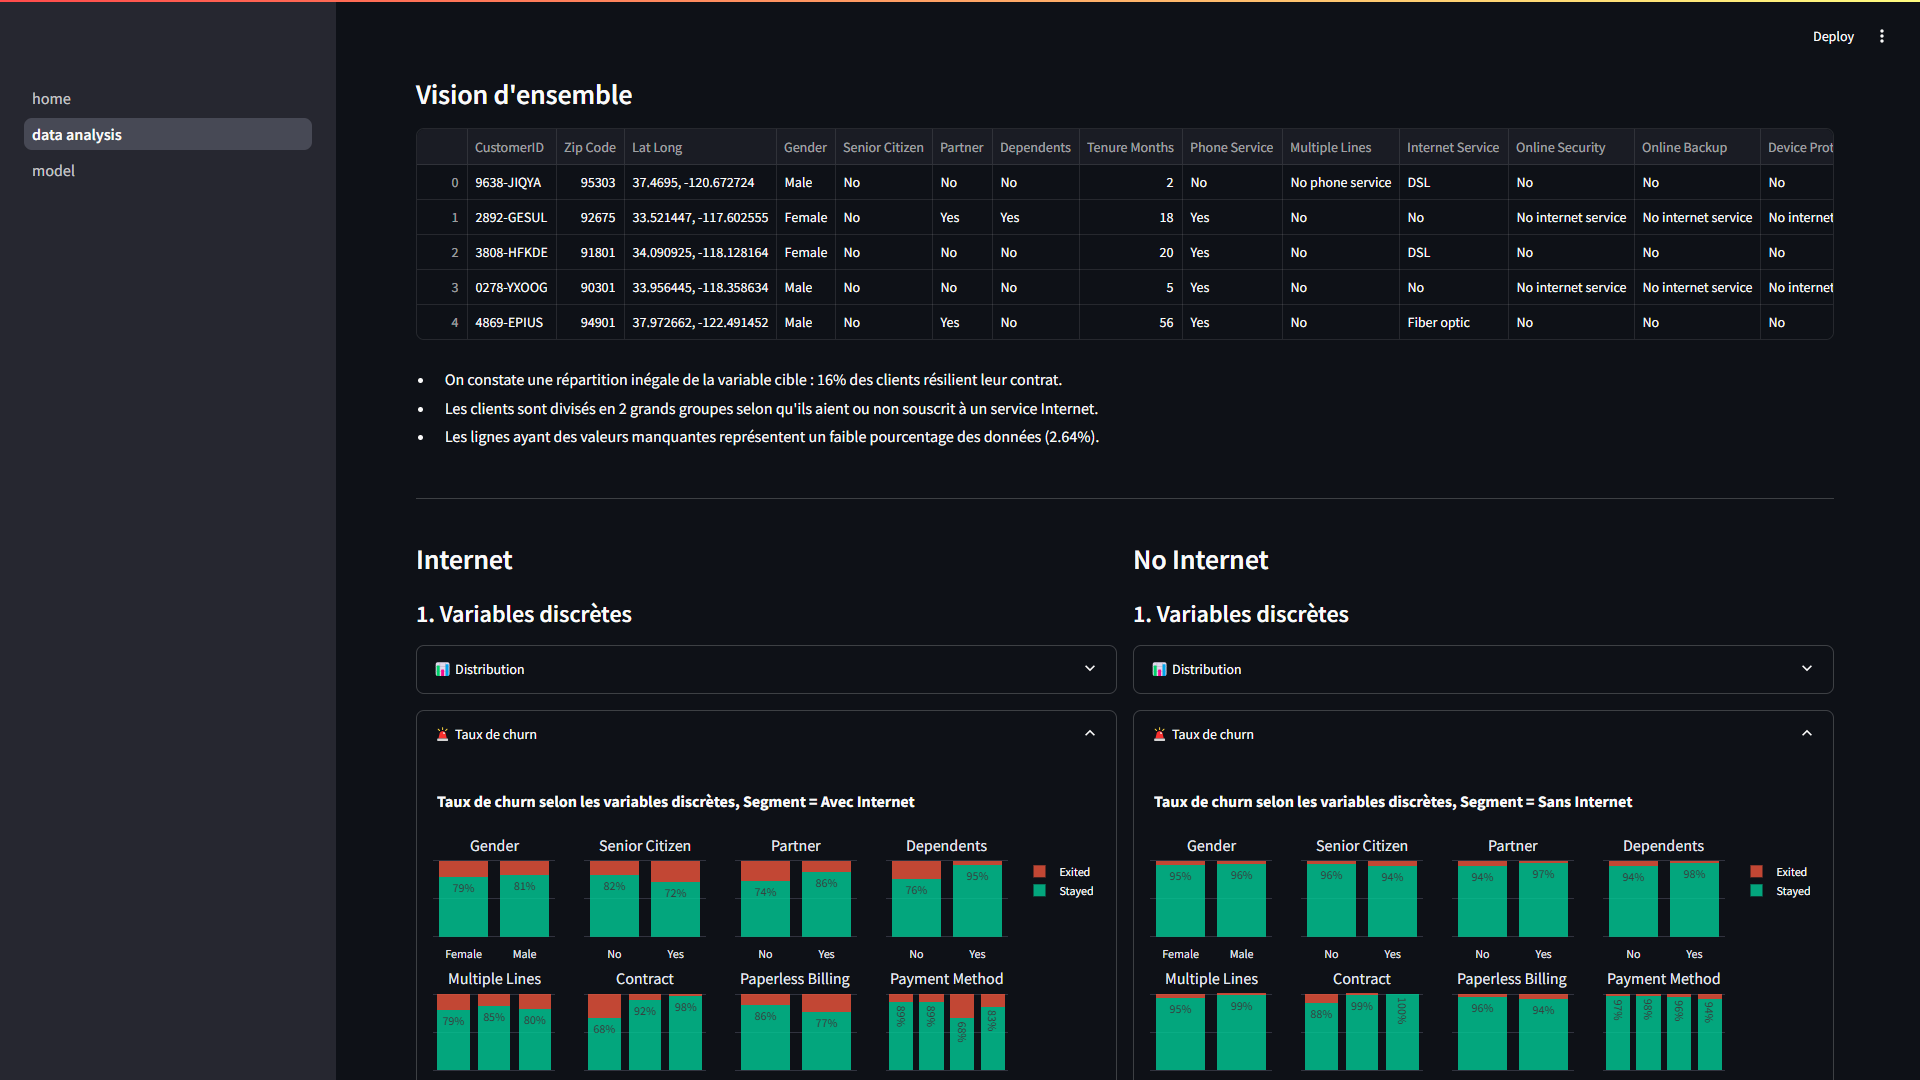 Deploy
home
data analysis
model
Vision d'ensemble
CustomerID Zip Code Lat Long Gender Senior Citizen Partner Dependents Tenure Months Phone Service Multiple Lines Internet Service Online Security Online Backup Device Prot
0 9638-JIQYA 95303 37.4695, -120.672724 Male No No No 2 No No phone service DSL No No No
1 2892-GESUL 92675 33.521447, -117.602555 Female No Yes Yes 18 Yes No No No internet service No internet service No internet
2 3808-HFKDE 91801 34.090925, -118.128164 Female No No No 20 Yes No DSL No No No
3 0278-YXOOG 90301 33.956445, -118.358634 Male No No No 5 Yes No No No internet service No internet service No internet
4 4869-EPIUS 94901 37.972662, -122.491452 Male No Yes No 56 Yes No Fiber optic No No No
• On constate une répartition inégale de la variable cible : 16% des clients résilient leur contrat.
• Les clients sont divisés en 2 grands groupes selon qu'ils aient ou non souscrit à un service Internet.
• Les lignes ayant des valeurs manquantes représentent un faible pourcentage des données (2.64%).
Internet
1. Variables discrètes
Distribution
Taux de churn
Taux de churn selon les variables discrètes, Segment = Avec Internet
Gender Senior Citizen Partner Dependents
79% 81% 82% 72% 74% 86% 76% 95%
Exited
Stayed
Female Male No Yes No Yes No Yes
Multiple Lines Contract Paperless Billing Payment Method
79% 85% 80% 68% 92% 98% 86% 77% 89% 89% 68% 83%
No Internet
1. Variables discrètes
Distribution
Taux de churn
Taux de churn selon les variables discrètes, Segment = Sans Internet
Gender Senior Citizen Partner Dependents
95% 96% 96% 94% 94% 97% 94% 98%
Exited
Stayed
Female Male No Yes No Yes No Yes
Multiple Lines Contract Paperless Billing Payment Method
95% 99% 88% 99% 100% 96% 94% 97% 98% 96% 94%